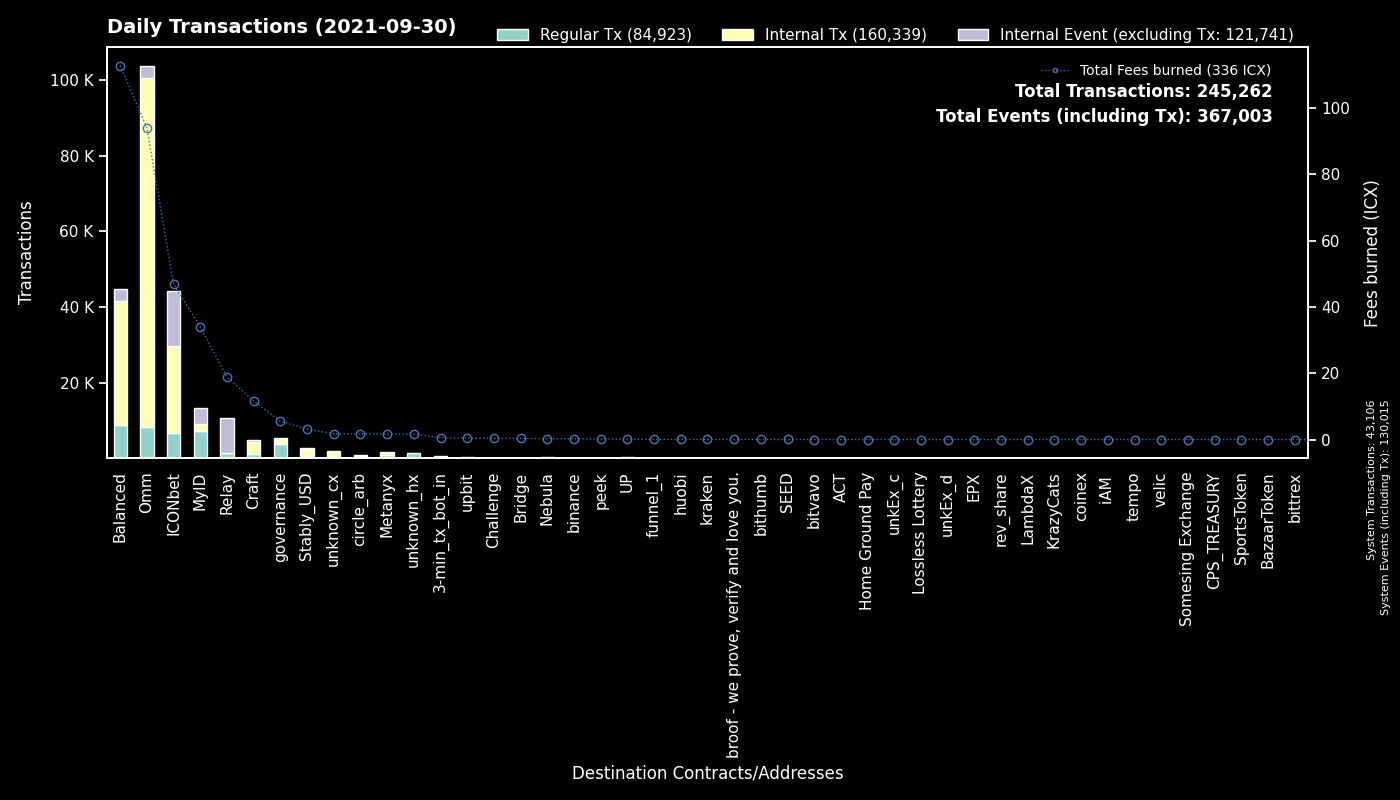 Daily Transactions (2021-09-30)
Regular Tx (84,923)
Internal Tx (160,339)
Internal Event (excluding Tx: 121,741)
Total Fees burned (336 ICX)
Total Transactions: 245,262
Total Events (including Tx): 367,003
Transactions
100 K
80 K
60 K
40 K
20 K
100
80
60
40
20
0
Fees burned (ICX)
System Transactions: 43,106
System Events (including Tx): 130,015
Balanced
Omm
ICONbet
MyID
Relay
Craft
governance
Stably_USD
unknown_cx
circle_arb
Metanyx
unknown_hx
3-min_tx_bot_in
upbit
Challenge
Bridge
Nebula
binance
peek
UP
funnel_1
huobi
kraken
broof - we prove, verify and love you.
bithumb
SEED
bitvavo
ACT
Home Ground Pay
unkEx_c
Lossless Lottery
unkEx_d
EPX
rev_share
LambdaX
KrazyCats
coinex
iAM
tempo
velic
Somesing Exchange
CPS_TREASURY
SportsToken
BazaarToken
bittrex
Destination Contracts/Addresses